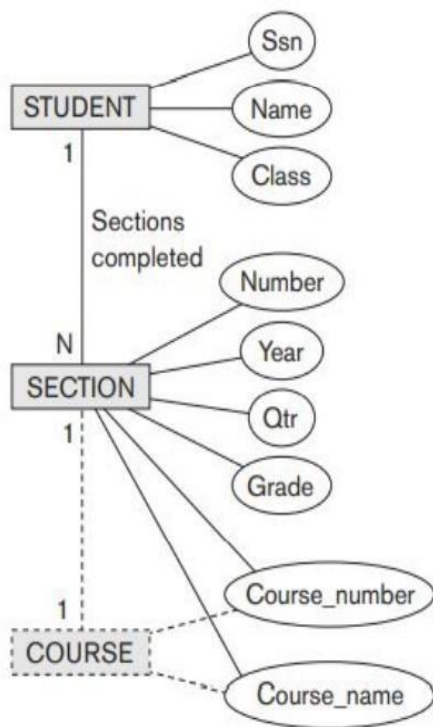 Ssn
STUDENT
Name
1
Class
Sections
completed
Number
N
Year
SECTION
1
Qtr
Grade
1
Course_number
COURSE
Course_name